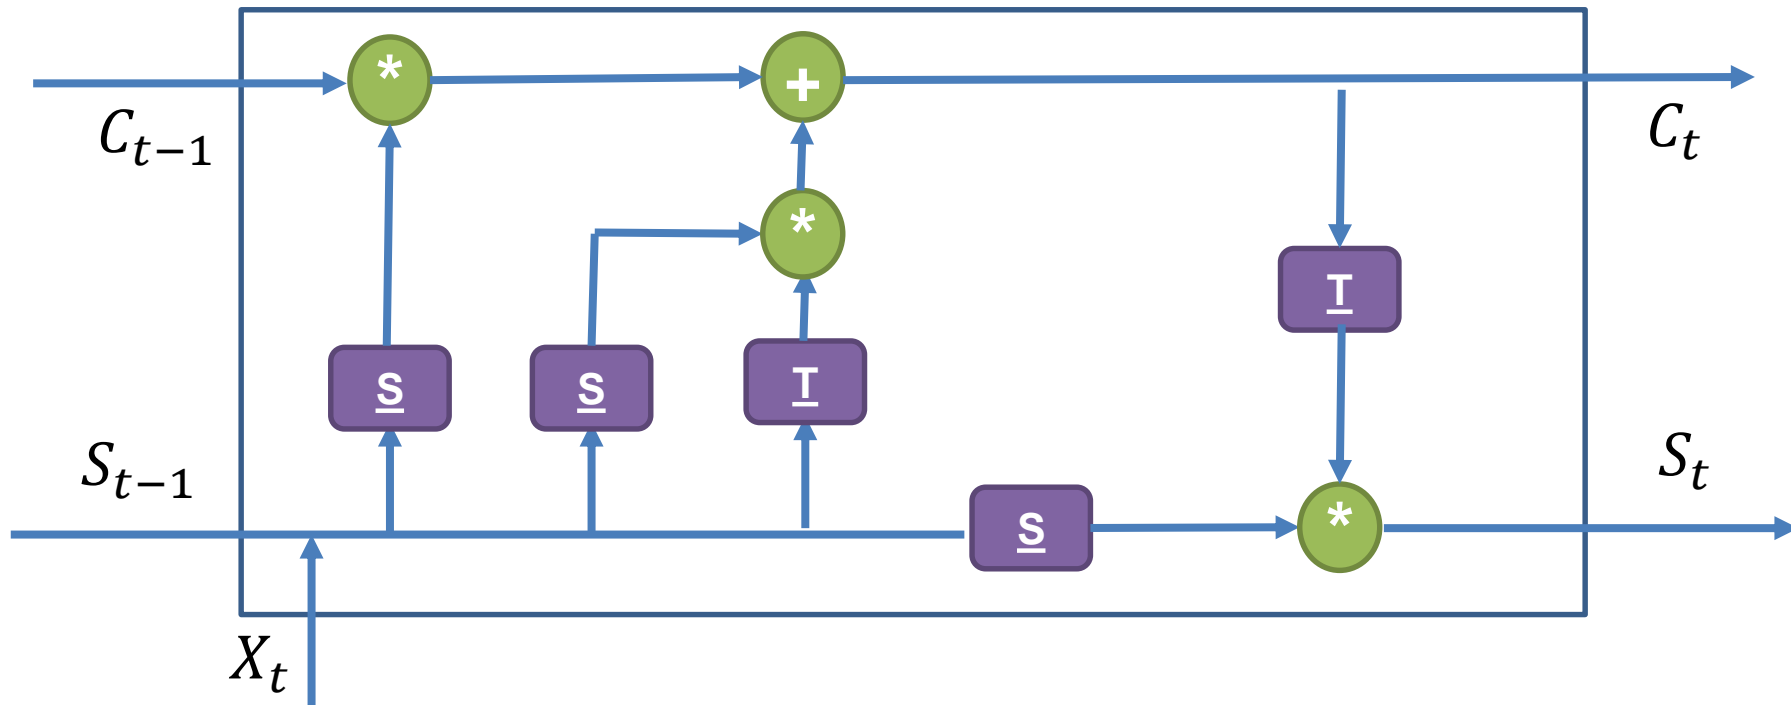 * +
C_{t-1} C_t
*
T
S S T
S_{t-1} S_t
S *
X_t